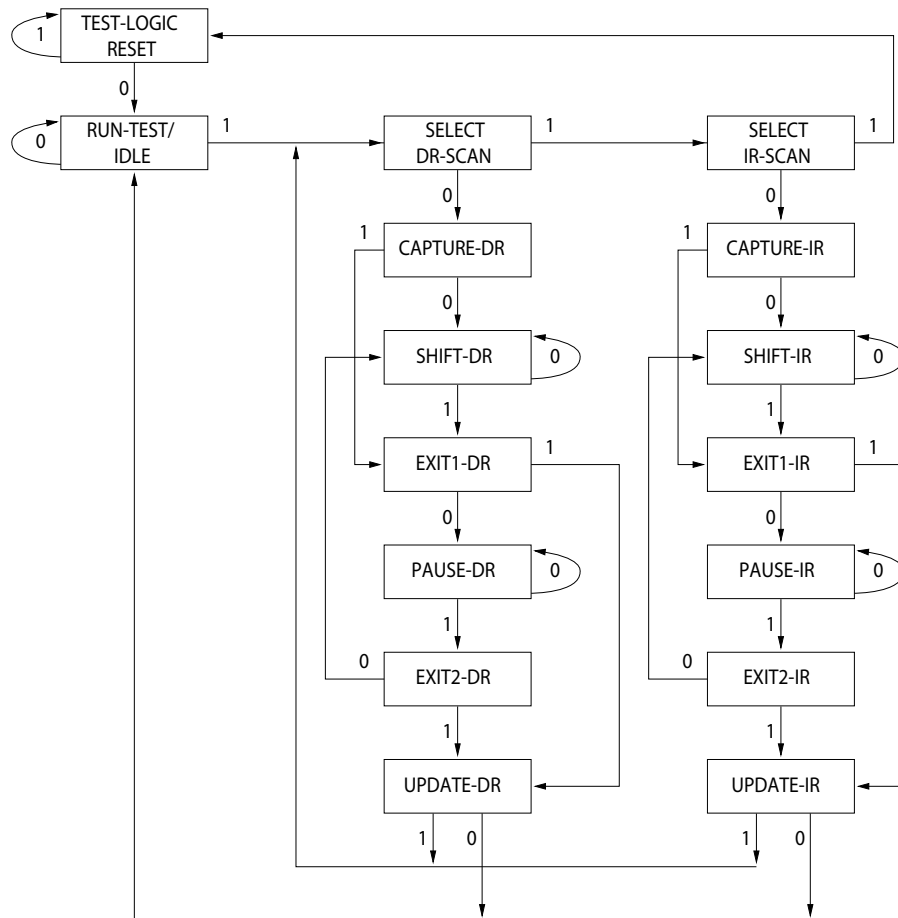 TEST-LOGIC
RESET
1
0
RUN-TEST/
IDLE
0
1
SELECT
DR-SCAN
1
SELECT
IR-SCAN
1
0
0
1
CAPTURE-DR
1
CAPTURE-IR
0
0
SHIFT-DR
0
SHIFT-IR
0
1
1
EXIT1-DR
1
EXIT1-IR
1
0
0
PAUSE-DR
0
PAUSE-IR
0
1
1
0
EXIT2-DR
0
EXIT2-IR
1
1
UPDATE-DR
UPDATE-IR
1
0
1
0